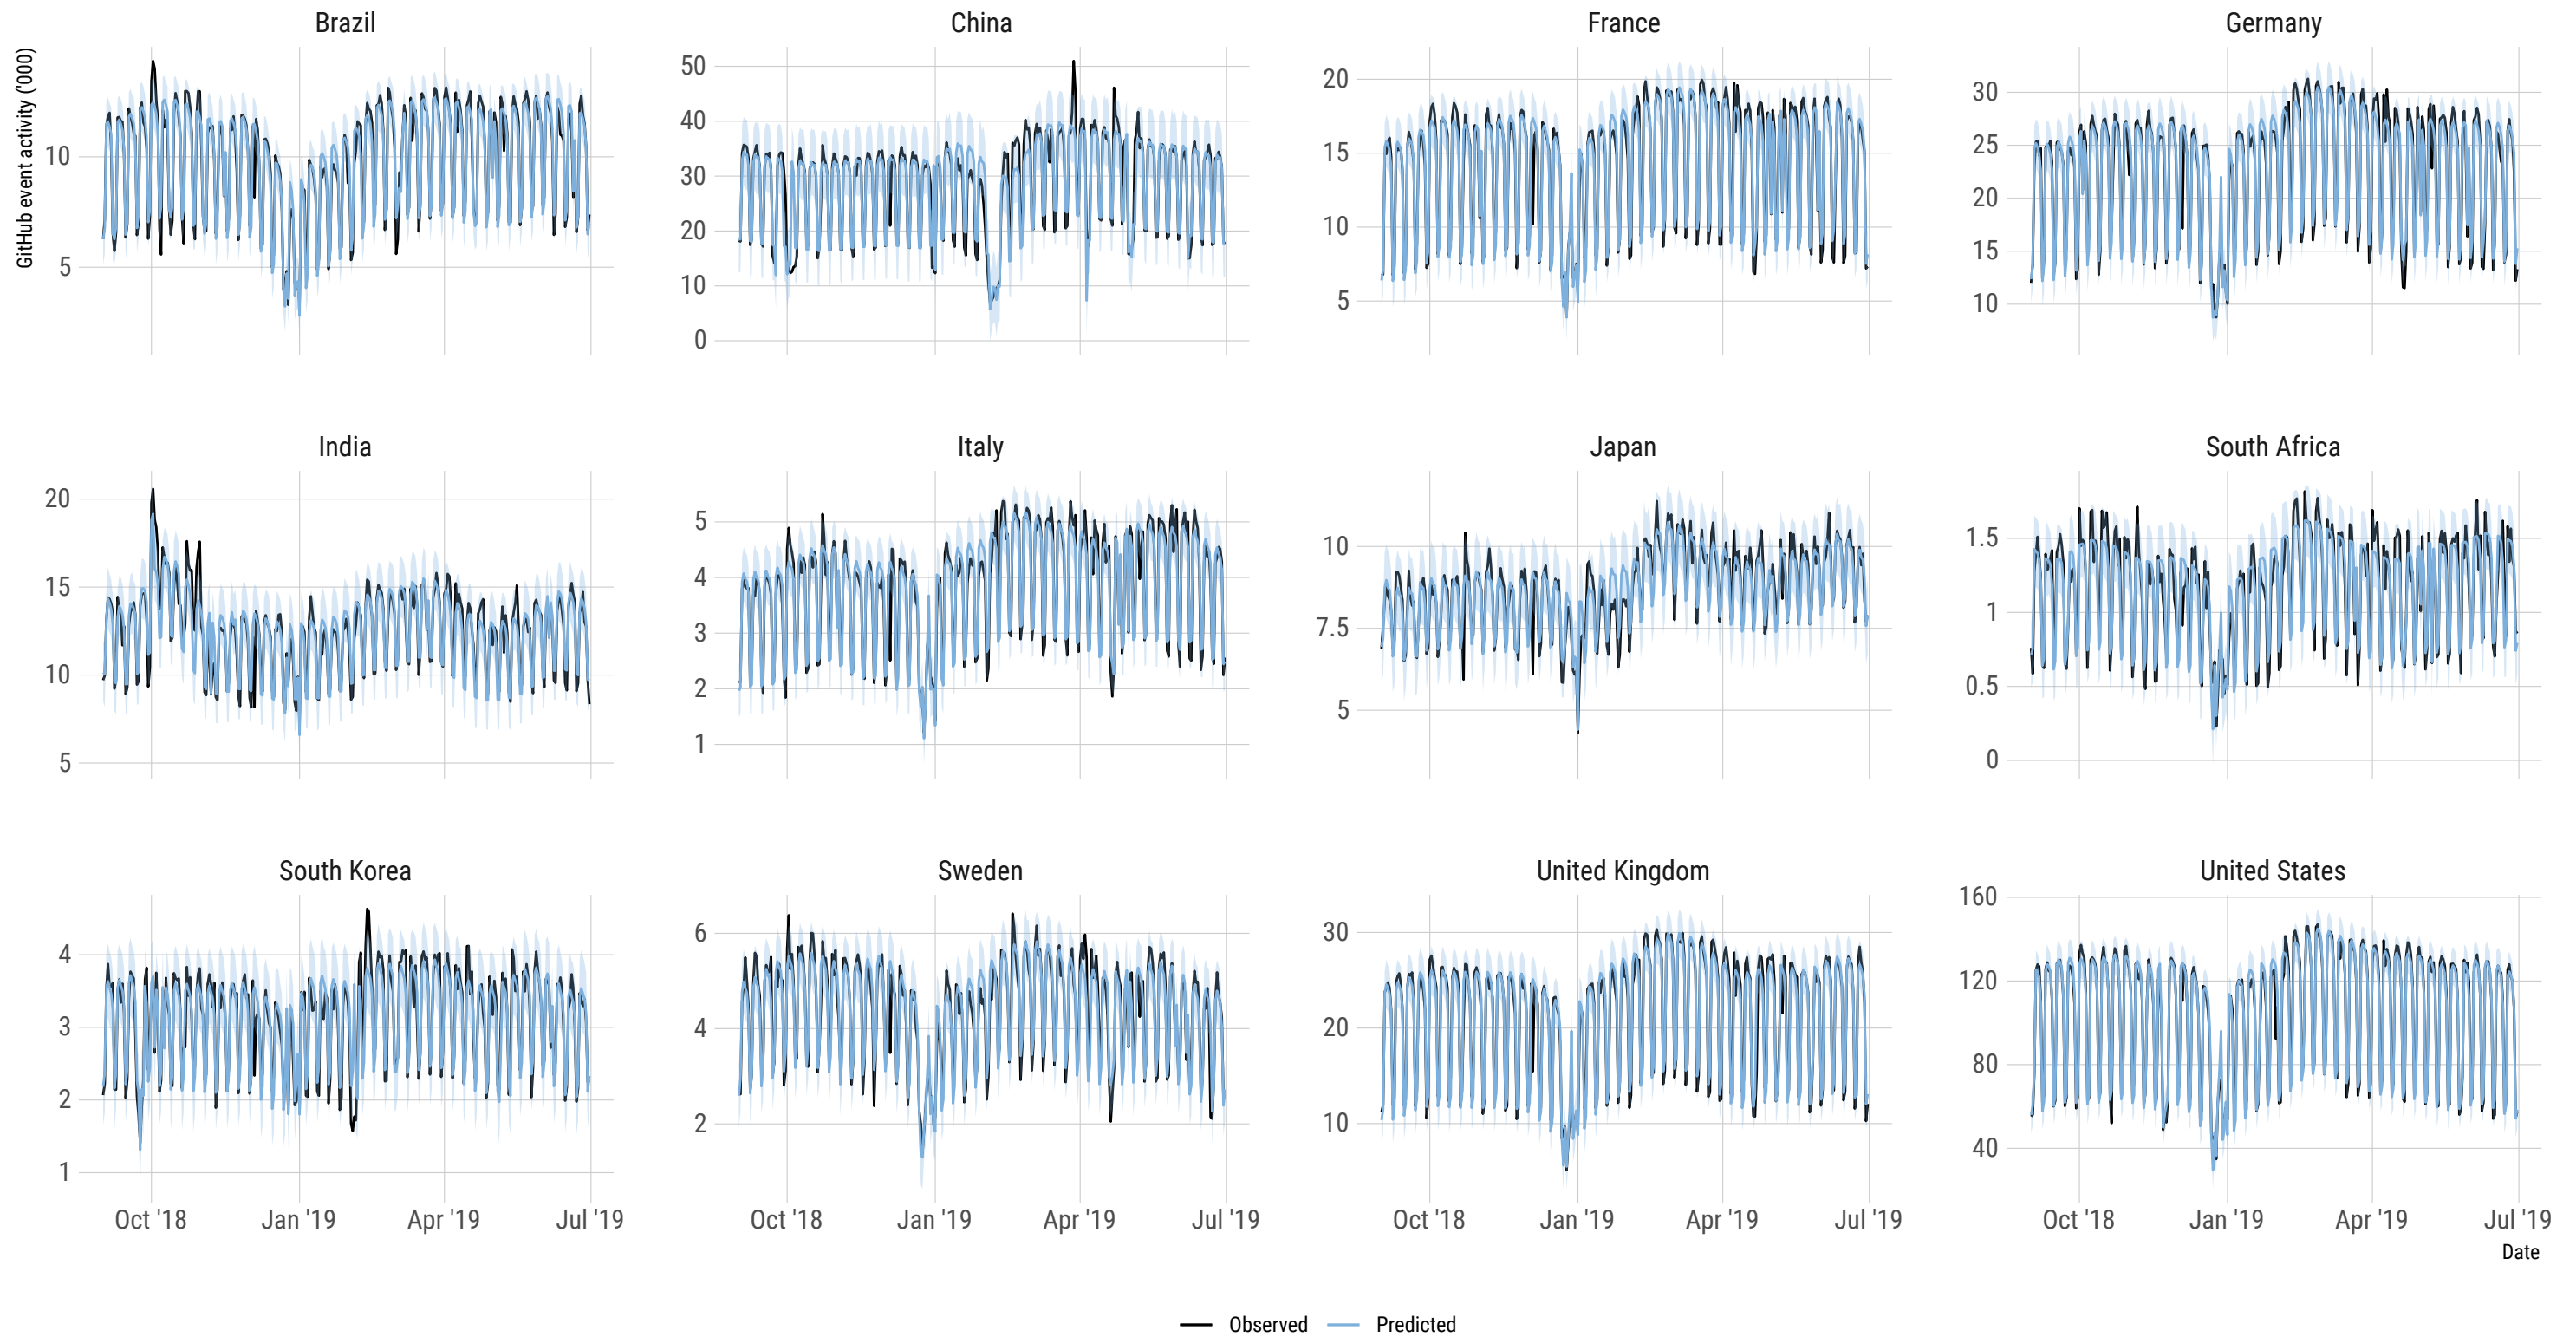 Brazil
China
France
Germany
GitHub event activity ('000)
10
5
50
40
30
20
10
0
20
15
10
5
30
25
20
15
10
India
Italy
Japan
South Africa
20
15
10
5
5
4
3
2
1
10
7.5
5
1.5
1
0.5
0
South Korea
Sweden
United Kingdom
United States
4
3
2
1
6
4
2
30
20
10
160
120
80
40
Oct '18 Jan '19 Apr '19 Jul '19
Oct '18 Jan '19 Apr '19 Jul '19
Oct '18 Jan '19 Apr '19 Jul '19
Oct '18 Jan '19 Apr '19 Jul '19
Date
Observed Predicted